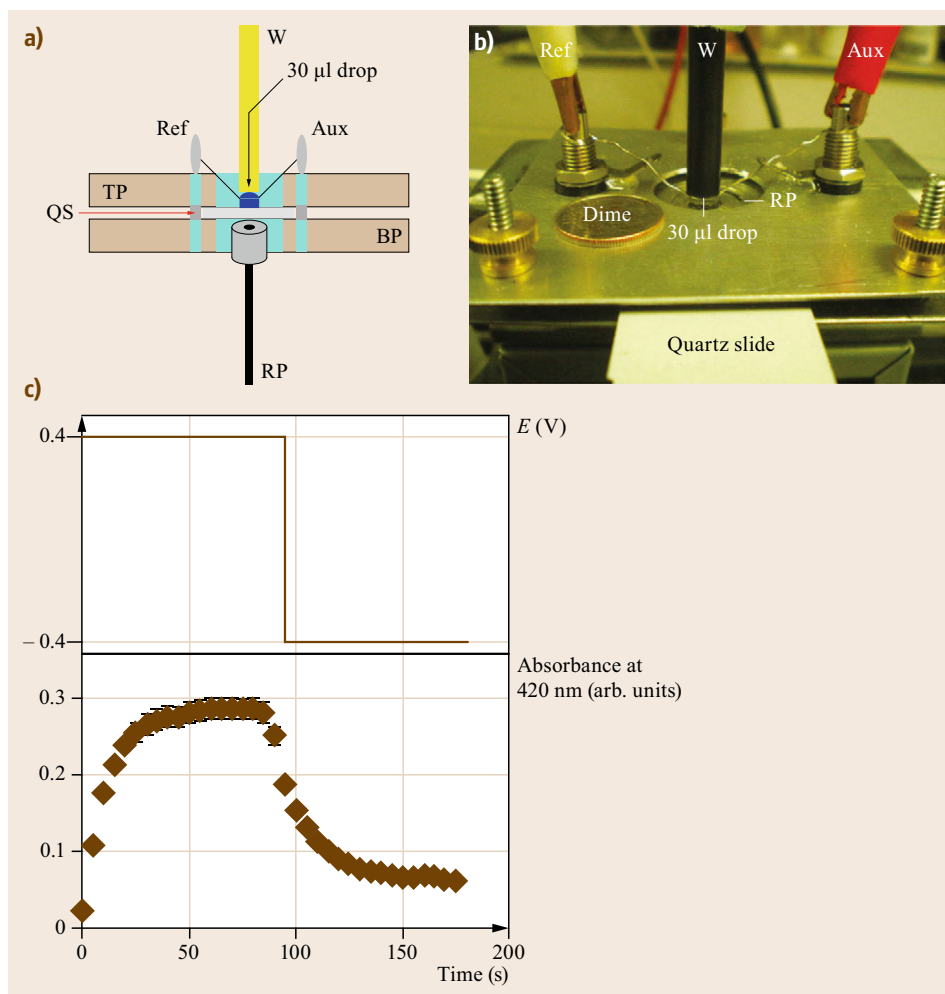 a)
W
30 µl drop
Ref
Aux
TP
QS
BP
RP
b)
Ref
W
Aux
RP
Dime
30 µl drop
Quartz slide
c)
E (V)
0.4
– 0.4
Absorbance at
420 nm (arb. units)
0.3
0.2
0.1
0
0
50
100
150
200
Time (s)